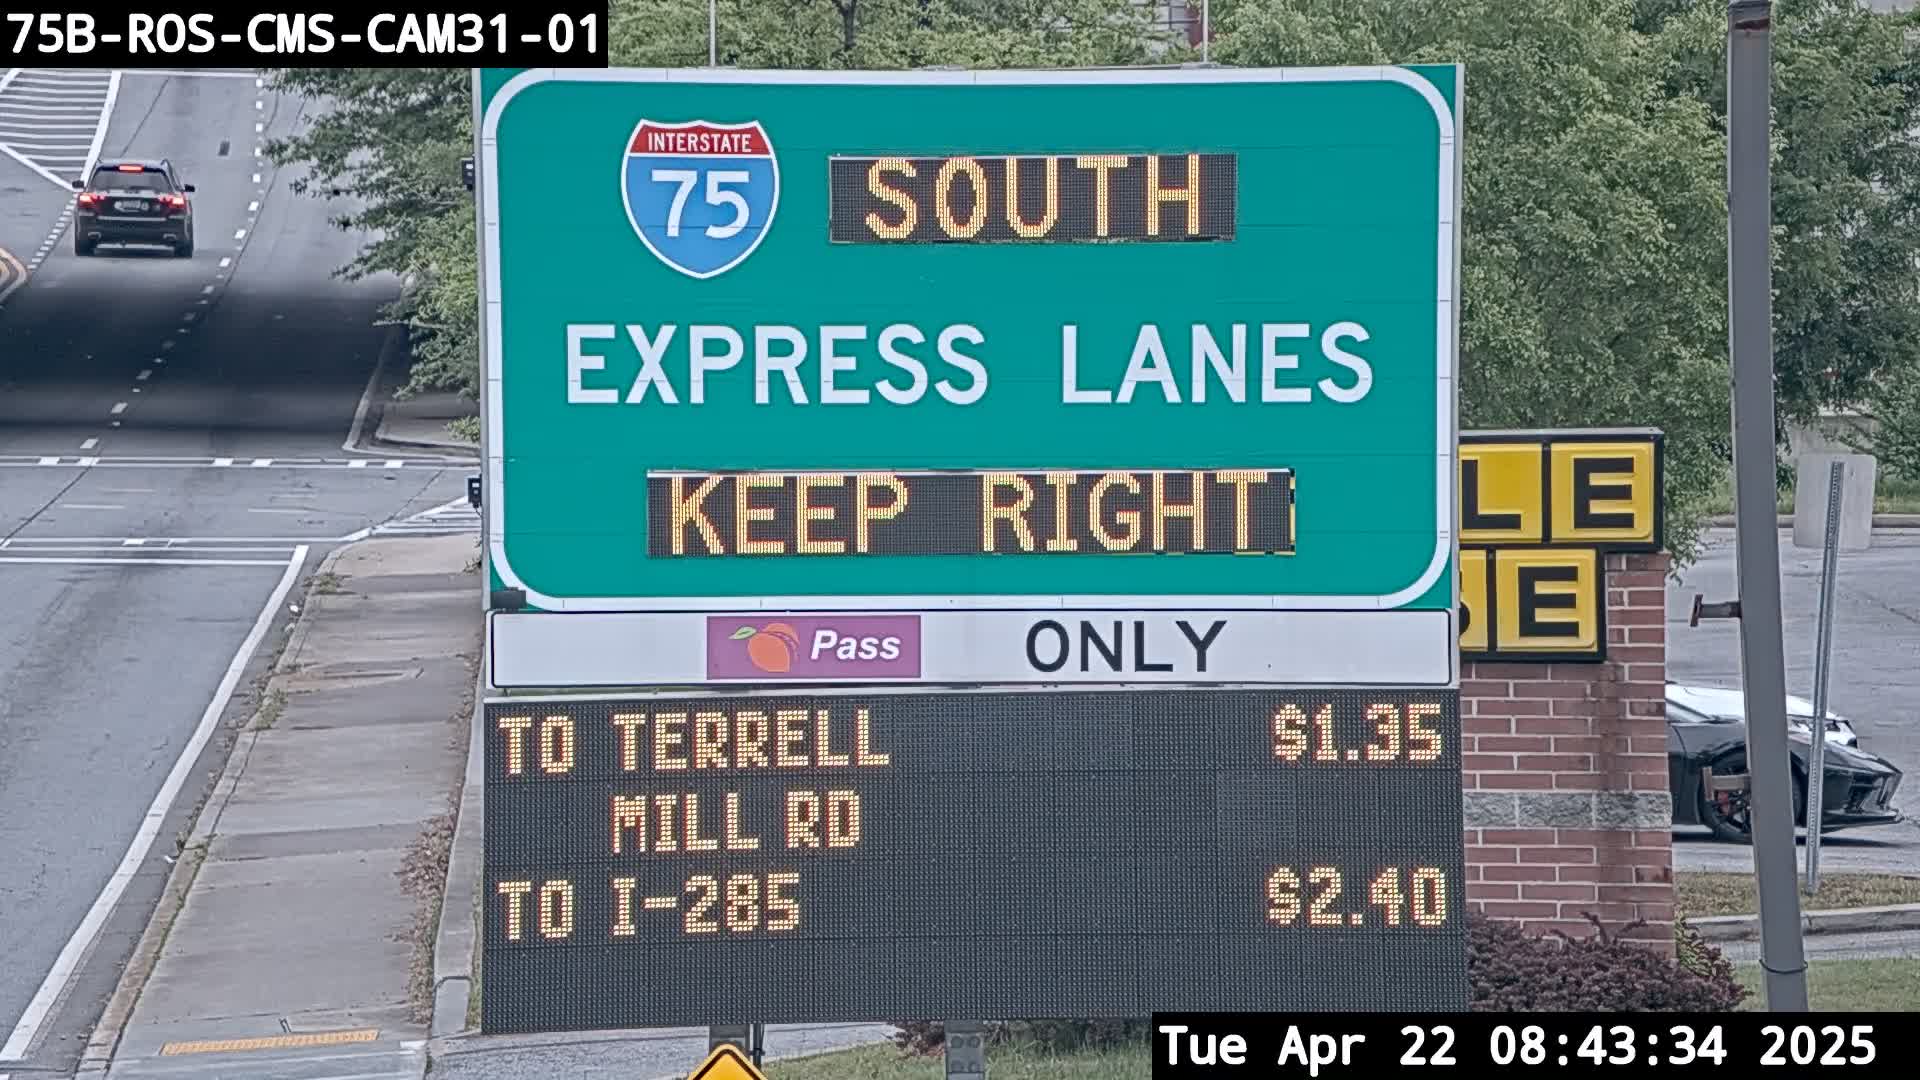 75B-ROS-CMS-CAM31-01
INTERSTATE
75
SOUTH
EXPRESS LANES
KEEP RIGHT
LE
E
Pass ONLY
TO TERRELL $1.35
MILL RD
TO I-285 $2.40
Tue Apr 22 08:43:34 2025